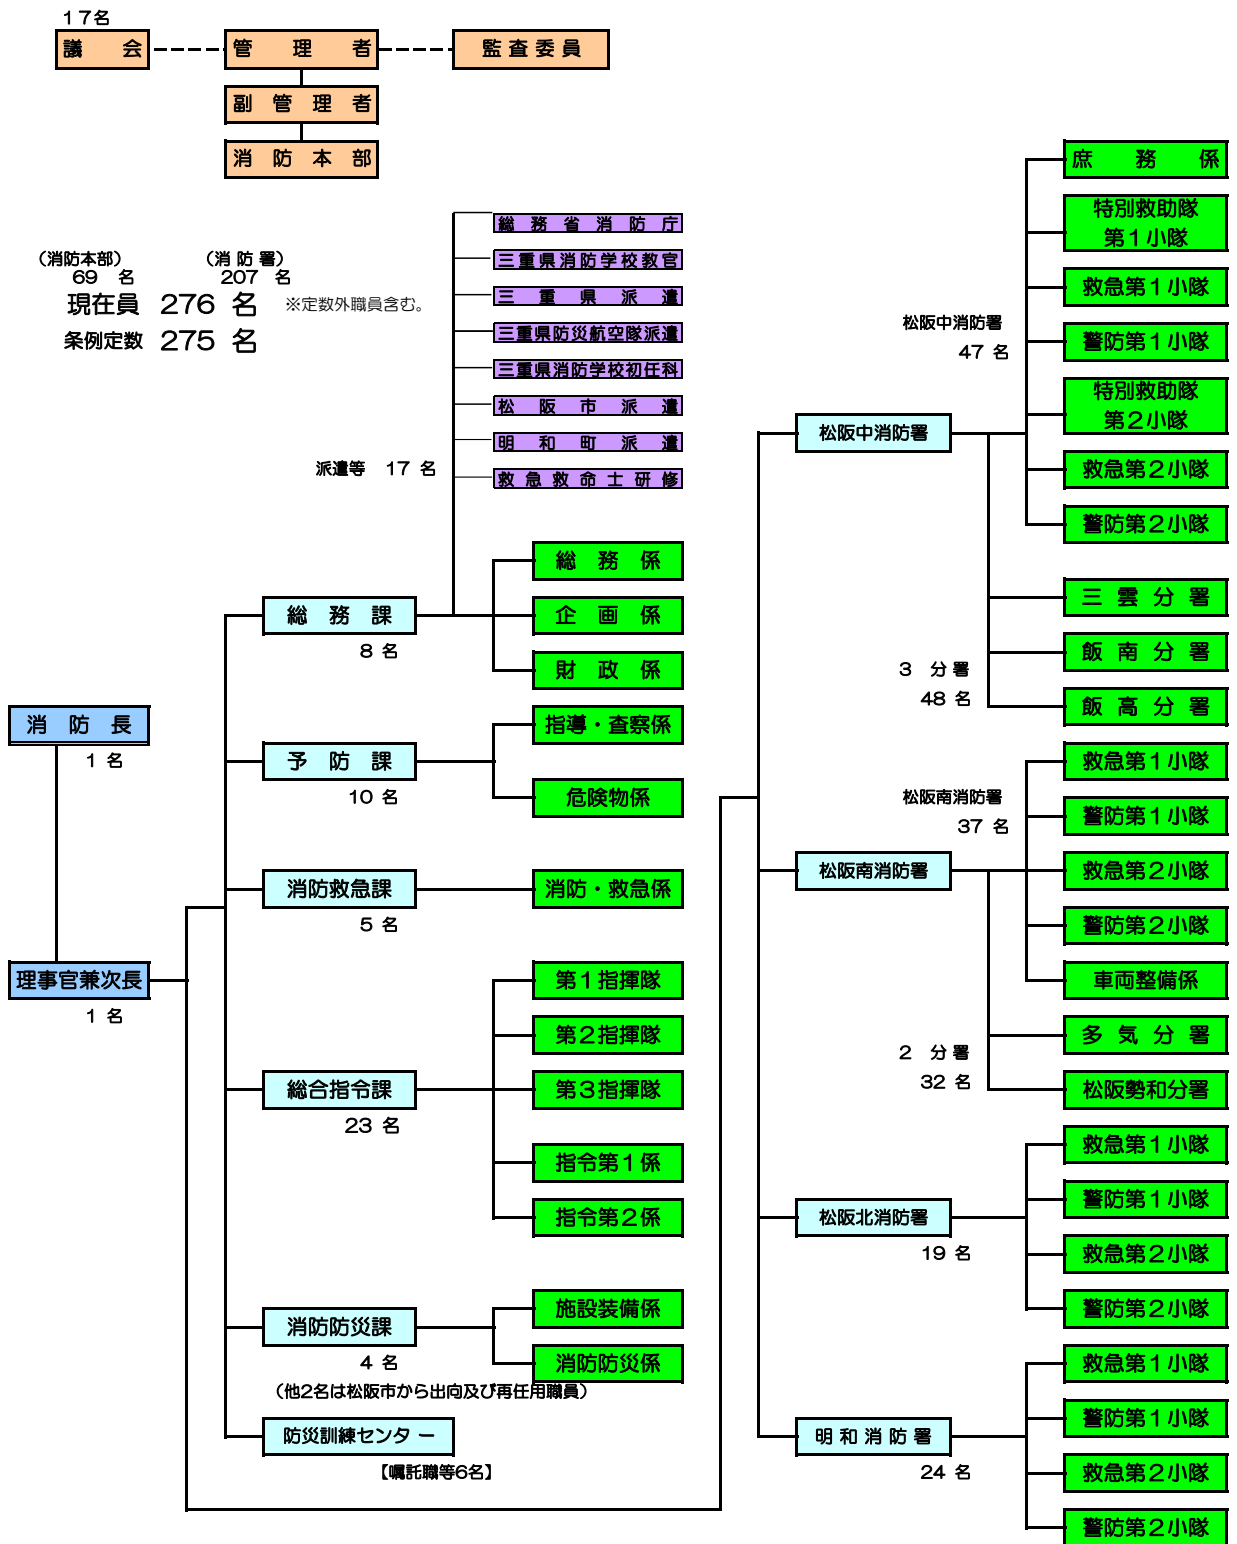 17名
議会
管理者
監査委員
副管理者
消防本部
（消防本部）
（消防署）
69 名
207 名
現在員 276 名 ※定数外職員含む。
条例定数 275 名
総務省消防庁
三重県消防学校教官
三重県派遣
三重県防災航空隊派遣
三重県消防学校初任科
松阪市派遣
明和町派遣
救急救命士研修
派遣等 17 名
消防長
1 名
理事官兼次長
1 名
総務課
8 名
総務係
企画係
財政係
予防課
10 名
指導・査察係
危険物係
消防救急課
5 名
消防・救急係
総合指令課
23 名
第1指揮隊
第2指揮隊
第3指揮隊
指令第1係
指令第2係
消防防災課
4 名
（他2名は松阪市から出向及び再任用職員）
施設装備係
消防防災係
防災訓練センター
【嘱託職等6名】
松阪中消防署
47 名
松阪中消防署
庶務係
特別救助隊
第1小隊
救急第1小隊
警防第1小隊
特別救助隊
第2小隊
救急第2小隊
警防第2小隊
3 分署
48 名
三雲分署
飯南分署
飯高分署
松阪南消防署
37 名
松阪南消防署
救急第1小隊
警防第1小隊
救急第2小隊
警防第2小隊
車両整備係
2 分署
32 名
多気分署
松阪勢和分署
松阪北消防署
19 名
救急第1小隊
警防第1小隊
救急第2小隊
警防第2小隊
明和消防署
24 名
救急第1小隊
警防第1小隊
救急第2小隊
警防第2小隊